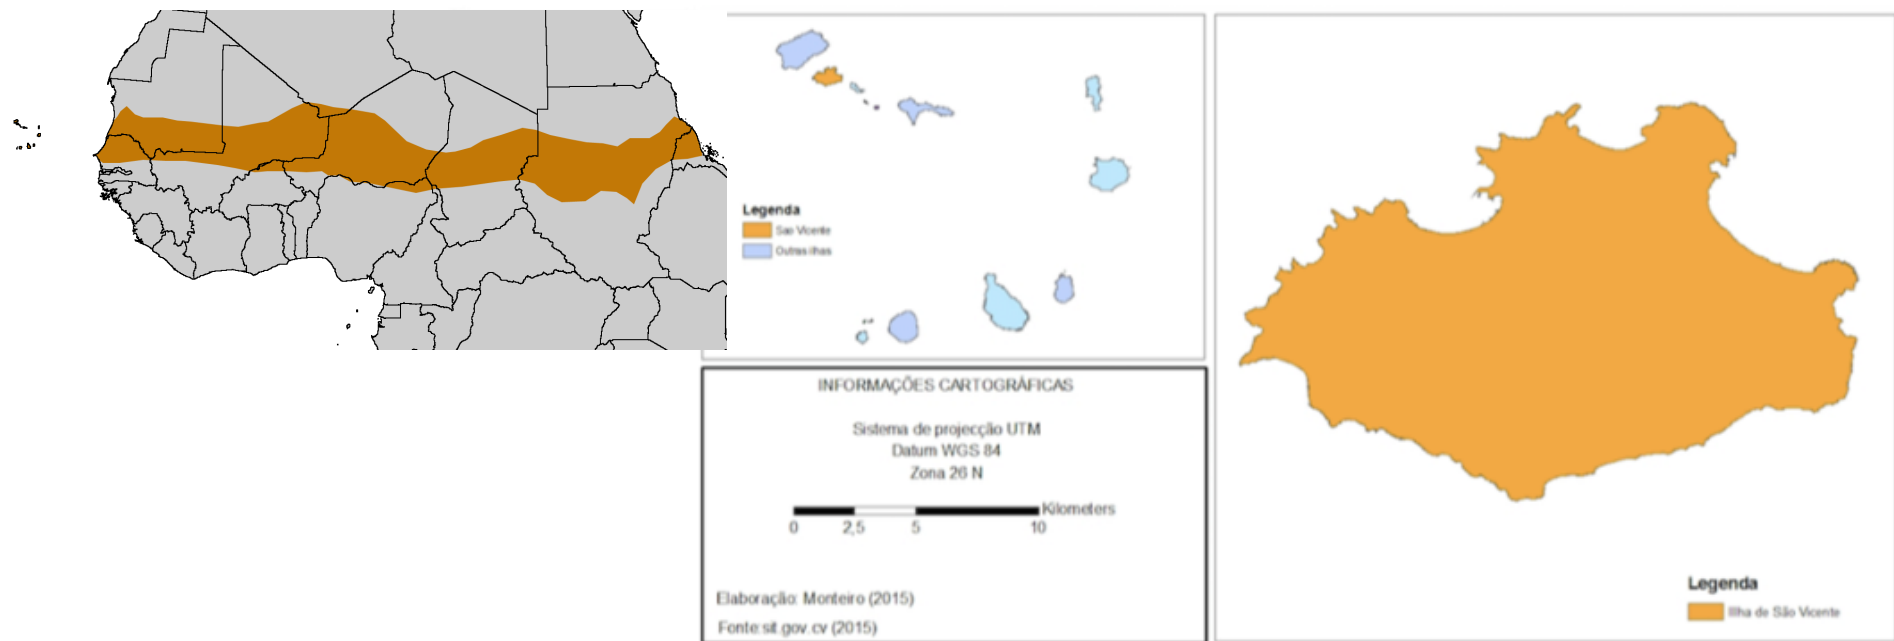 Legenda
Sao Vicente
Outras ilhas
INFORMAÇÕES CARTOGRÁFICAS
Sistema de projecção UTM
Datum WGS 84
Zona 26 N
Kilometers
0 2,5 5 10
Elaboração: Monteiro (2015)
Fonte:sit.gov.cv (2015)
Legenda
Ilha de São Vicente